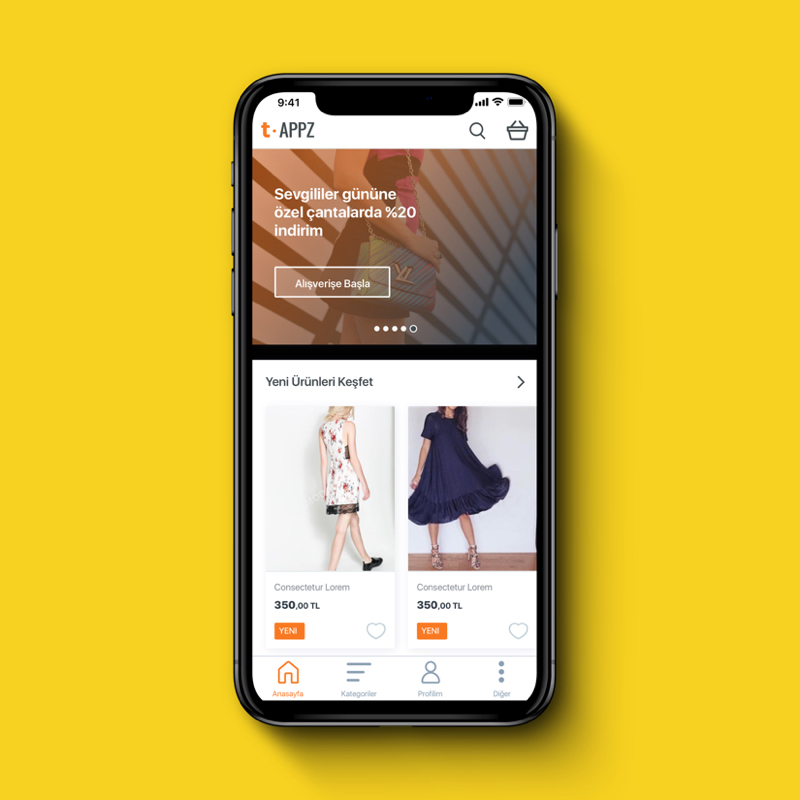 9:41
t·APPZ
Sevgililer gününe
özel çantalarda %20
indirim
Alışverişe Başla
Yeni Ürünleri Keşfet
Consectetur Lorem
350,00 TL
YENİ
Consectetur Lorem
350,00 TL
YENİ
Anasayfa
Kategoriler
Profilim
Diğer